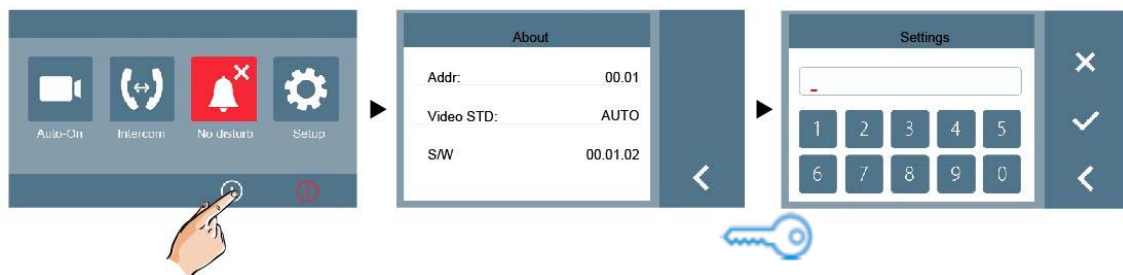 Auto-On Intercom No disturb Setup
About
Addr: 00.01
Video STD: AUTO
S/W 00.01.02
Settings
1 2 3 4 5
6 7 8 9 0